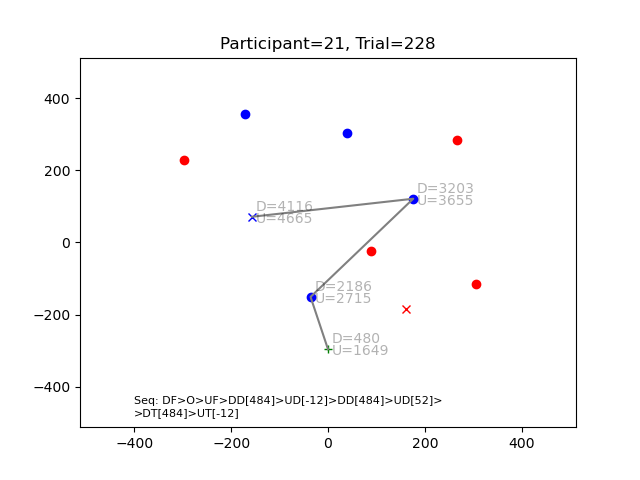 Participant=21, Trial=228
400
200
0
−200
−400
D=3203
U=3655
D=4116
U=4665
D=2186
U=2715
D=480
U=1649
Seq: DF>O>UF>DD[484]>UD[-12]>DD[484]>UD[52]>
>DT[484]>UT[-12]
−400 −200 0 200 400